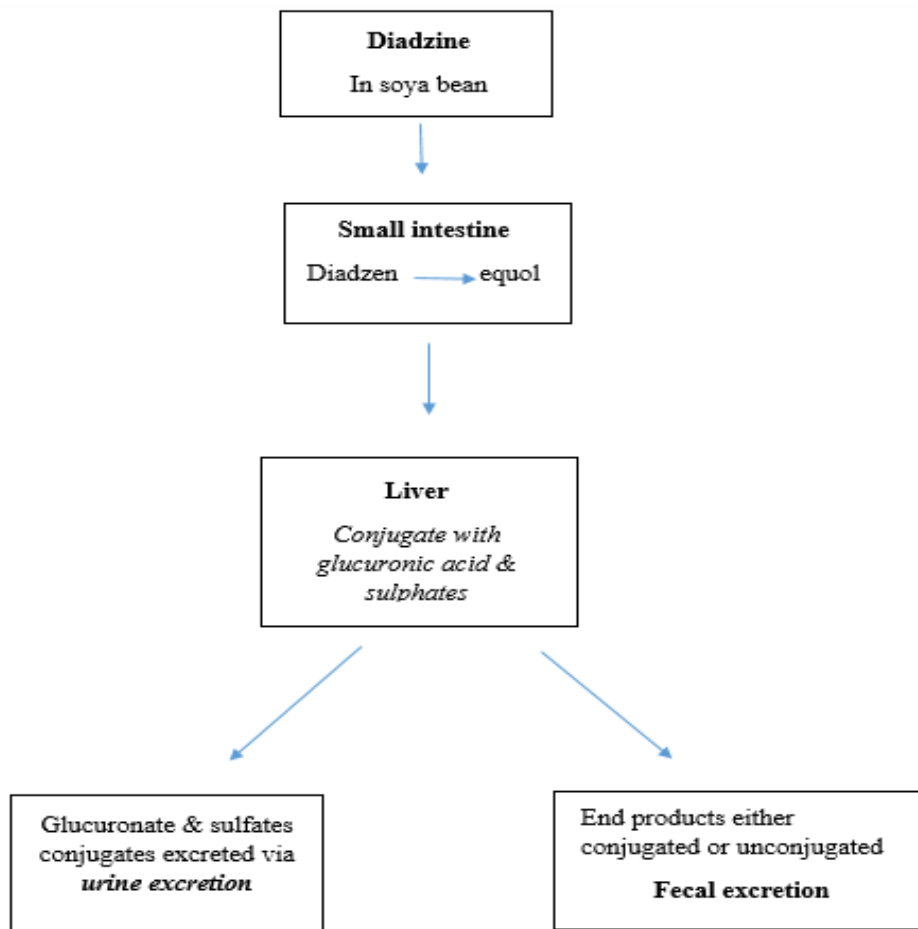 Diadzine
In soya bean
Small intestine
Diadzen equol
Liver
Conjugate with
glucuronic acid &
sulphates
Glucuronate & sulfates
conjugates excreted via
urine excretion
End products either
conjugated or unconjugated
Fecal excretion